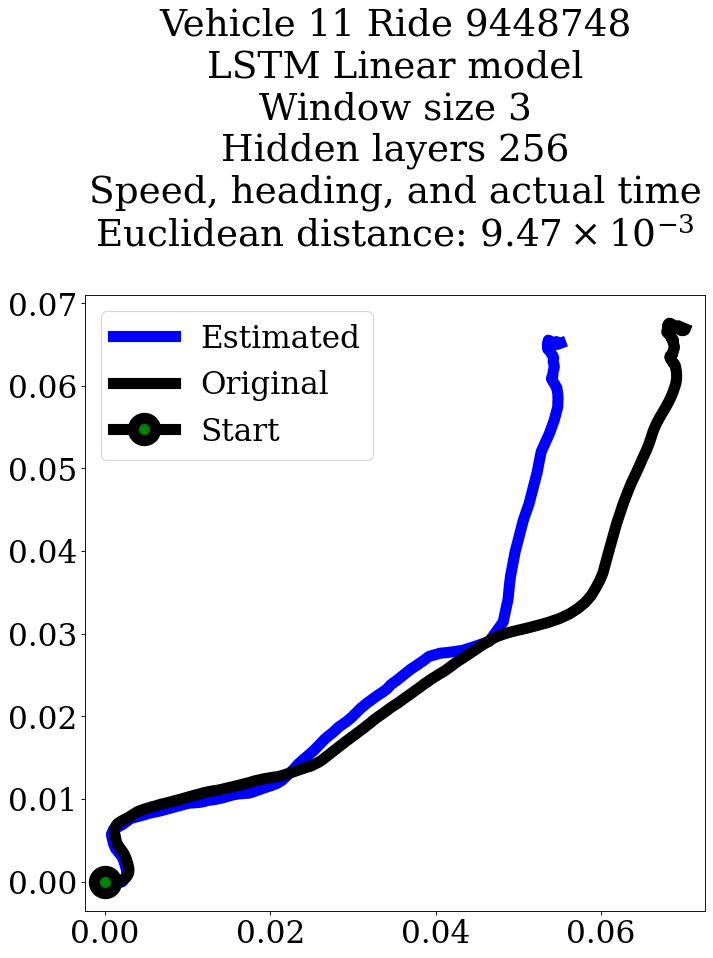 Vehicle 11 Ride 9448748
LSTM Linear model
Window size 3
Hidden layers 256
Speed, heading, and actual time
Euclidean distance: 9.47 × 10⁻³
0.07
0.06
0.05
0.04
0.03
0.02
0.01
0.00
Estimated
Original
Start
0.00 0.02 0.04 0.06